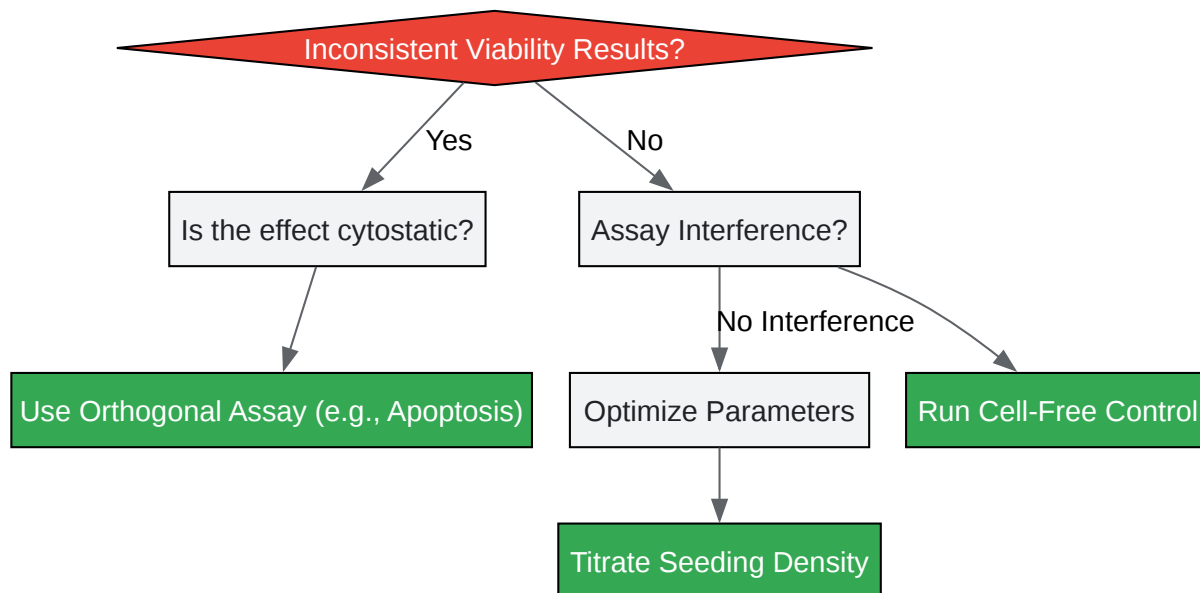 Inconsistent Viability Results?
Yes
No
Is the effect cytostatic?
Assay Interference?
No Interference
Use Orthogonal Assay (e.g., Apoptosis)
Optimize Parameters
Run Cell-Free Control
Titrate Seeding Density